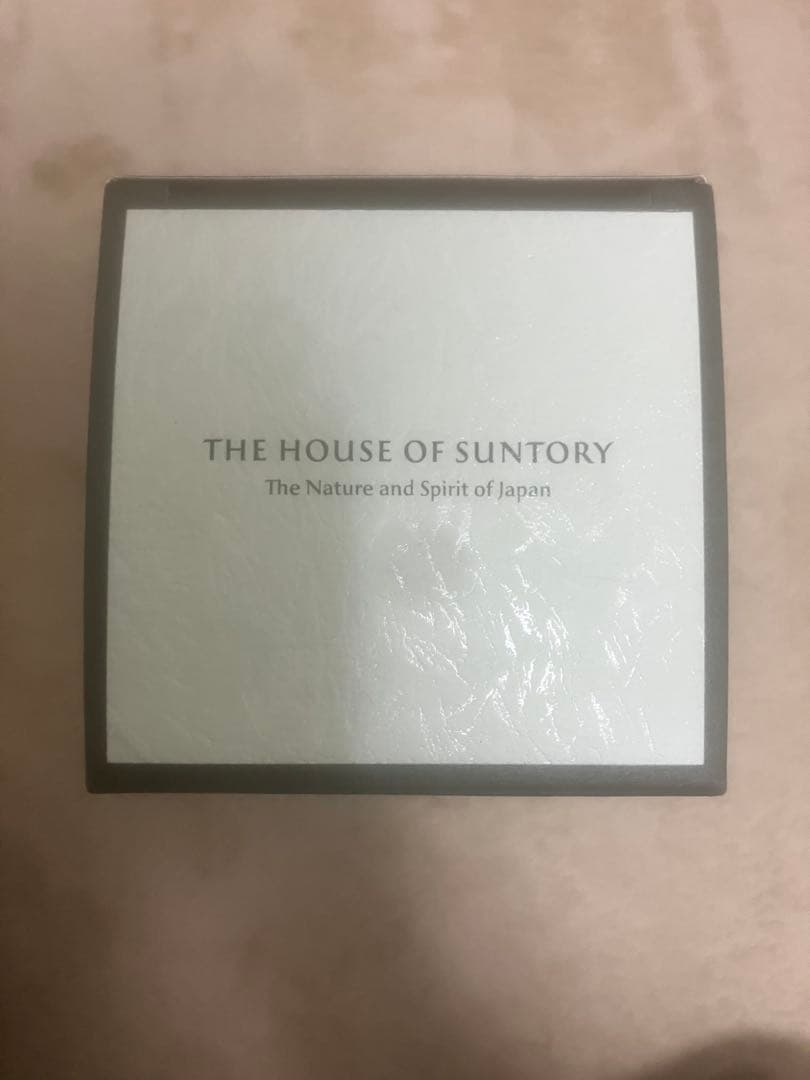 THE HOUSE OF SUNTORY
The Nature and Spirit of Japan